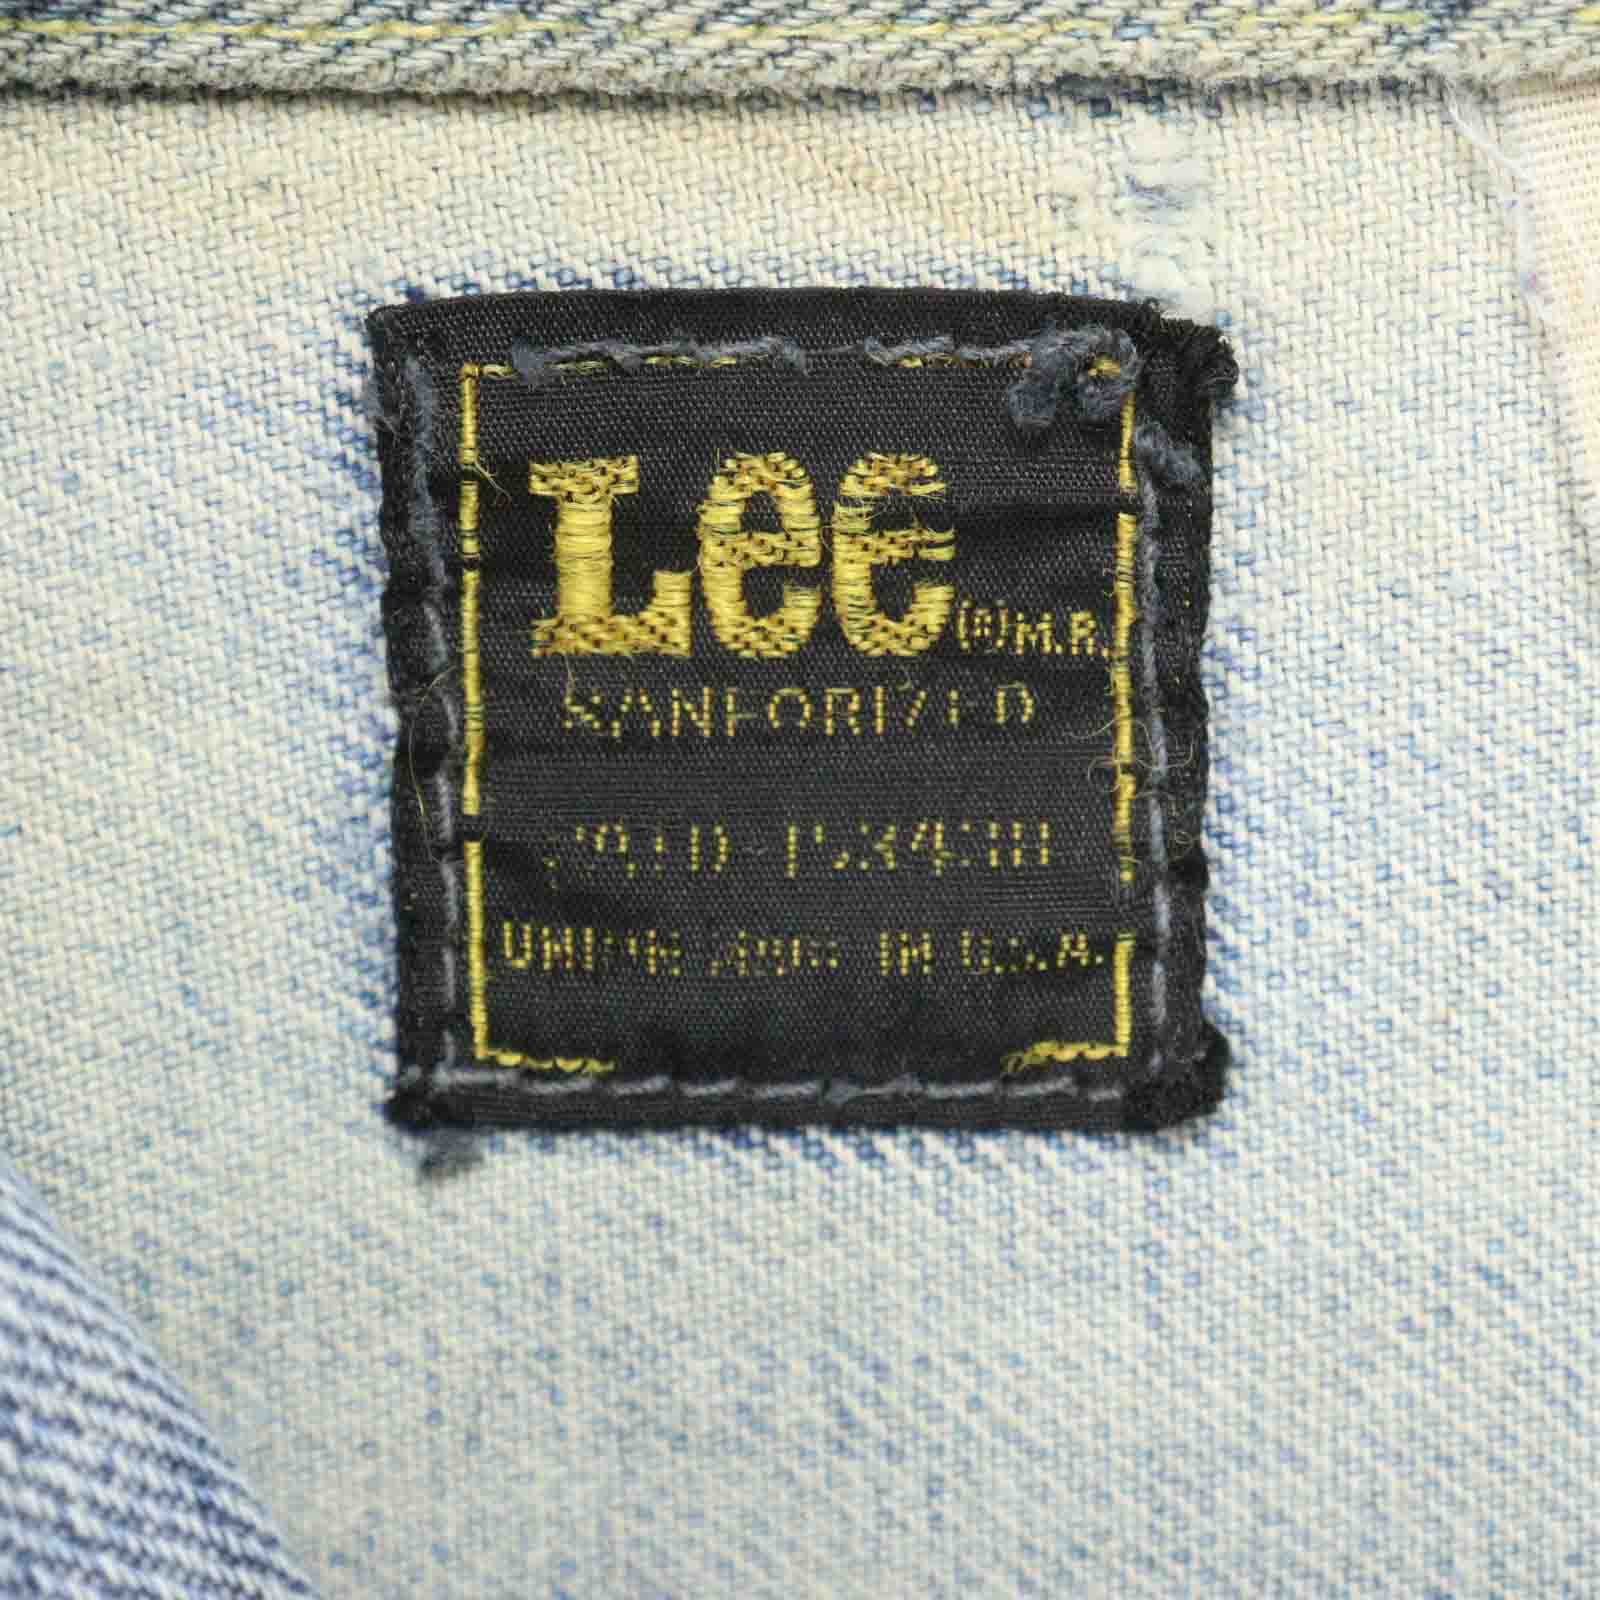 Lee (R) M.R.
SANFORIZED
UNION MADE IN U.S.A.